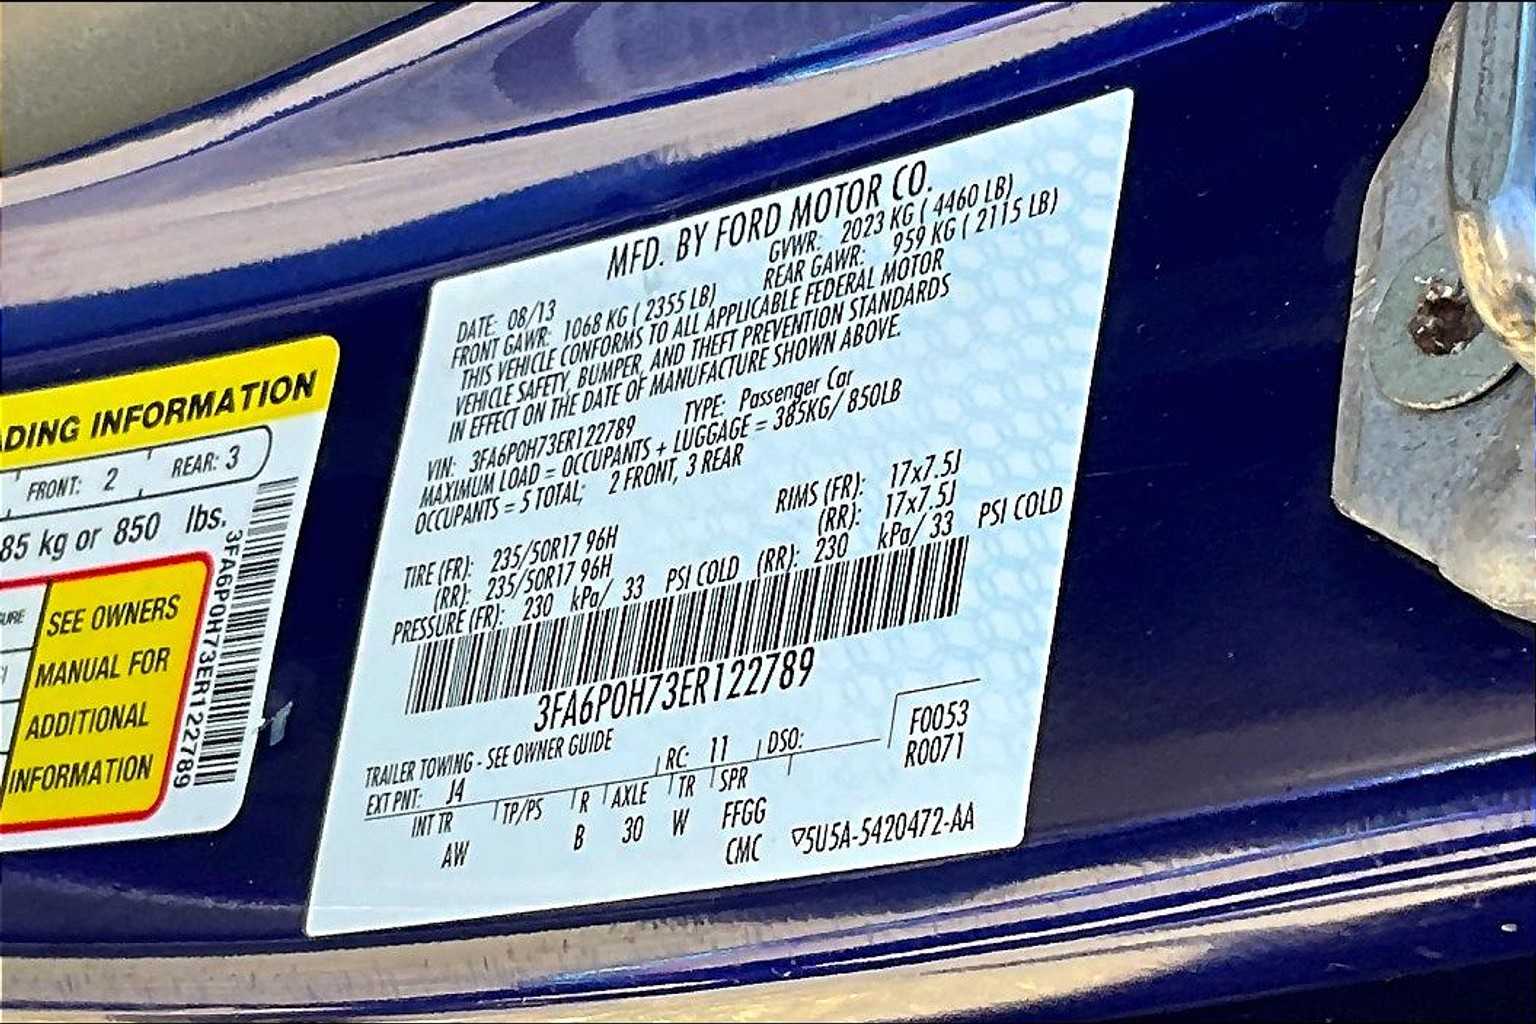 MFD. BY FORD MOTOR CO.
DATE: 08/13 GVWR: 2023 KG ( 4460 LB)
FRONT GAWR: 1068 KG ( 2355 LB) REAR GAWR: 959 KG ( 2115 LB)
THIS VEHICLE CONFORMS TO ALL APPLICABLE FEDERAL MOTOR
VEHICLE SAFETY, BUMPER, AND THEFT PREVENTION STANDARDS
IN EFFECT ON THE DATE OF MANUFACTURE SHOWN ABOVE.
VIN: 3FA6P0H73ER122789 TYPE: Passenger Car
MAXIMUM LOAD = OCCUPANTS + LUGGAGE = 385KG/ 850LB
OCCUPANTS = 5 TOTAL; 2 FRONT, 3 REAR
RIMS (FR): 17x7.5J
TIRE (FR): 235/50R17 96H (RR): 17x7.5J
(RR): 235/50R17 96H
PRESSURE (FR): 230 kPa/ 33 PSI COLD (RR): 230 kPa/ 33 PSI COLD
3FA6P0H73ER122789
TRAILER TOWING - SEE OWNER GUIDE
EXT PNT: J4 RC: 11 DSO: F0053
R0071
INT TR TP/PS R AXLE TR SPR
AW B 30 W FFGG
CMC 5U5A-5420472-AA
ADING INFORMATION
FRONT: 2 REAR: 3
85 kg or 850 lbs.
SEE OWNERS
MANUAL FOR
ADDITIONAL
INFORMATION
3FA6P0H73ER122789